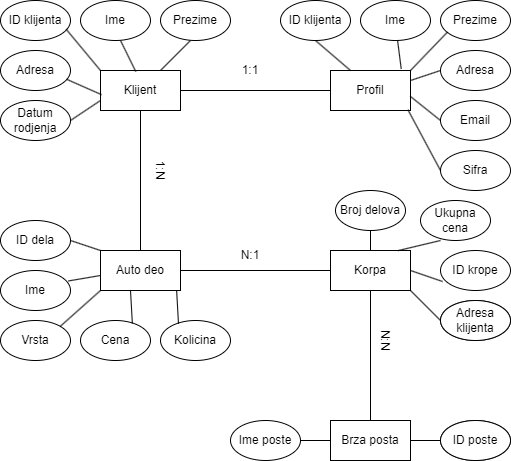 ID klijenta
Ime
Prezime
ID klijenta
Ime
Prezime
Adresa
Klijent
1:1
Profil
Adresa
Datum
rodjenja
Email
1:N
Sifra
Broj delova
Ukupna
cena
ID dela
Auto deo
N:1
Korpa
ID krope
Ime
Adresa
klijenta
Vrsta
Cena
Kolicina
N:N
Ime poste
Brza posta
ID poste